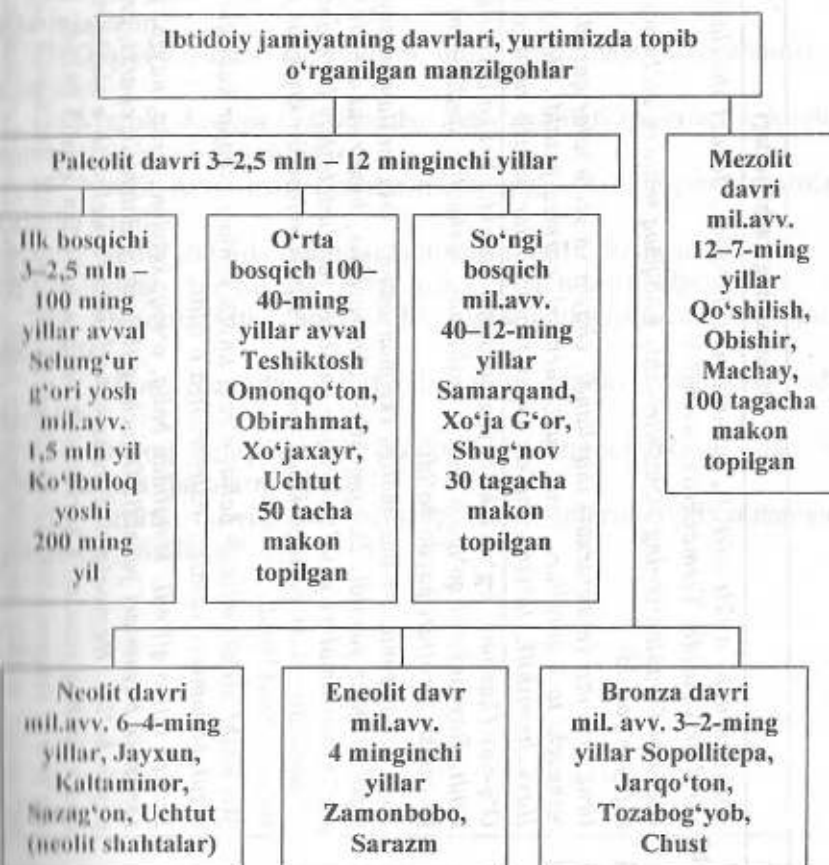 Ibtidoiy jamiyatning davrlari, yurtimizda topib
o‘rganilgan manzilgohlar
Paleolit davri 3–2,5 mln – 12 minginchi yillar
Ilk bosqichi
3–2,5 mln –
100 ming
yillar avval
Selung‘ur
g‘ori yosh
mil.avv.
1,5 mln yil
Ko‘lbuloq
yoshi
200 ming
yil
O‘rta
bosqich 100–
40-ming
yillar avval
Teshiktosh
Omonqo‘ton,
Obirahmat,
Xo‘jaxayr,
Uchtut
50 tacha
makon
topilgan
So‘ngi
bosqich
mil.avv.
40–12-ming
yillar
Samarqand,
Xo‘ja G‘or,
Shug‘nov
30 tagacha
makon
topilgan
Mezolit
davri
mil.avv.
12–7-ming
yillar
Qo‘shilish,
Obishir,
Machay,
100 tagacha
makon
topilgan
Neolit davri
mil.avv. 6–4-ming
yillar, Jayxun,
Kaltaminor,
Sazag‘on, Uchtut
(neolit shahtalar)
Eneolit davr
mil.avv.
4 minginchi
yillar
Zamonbobo,
Sarazm
Bronza davri
mil. avv. 3–2-ming
yillar Sopollitepa,
Jarqo‘ton,
Tozabog‘yob,
Chust